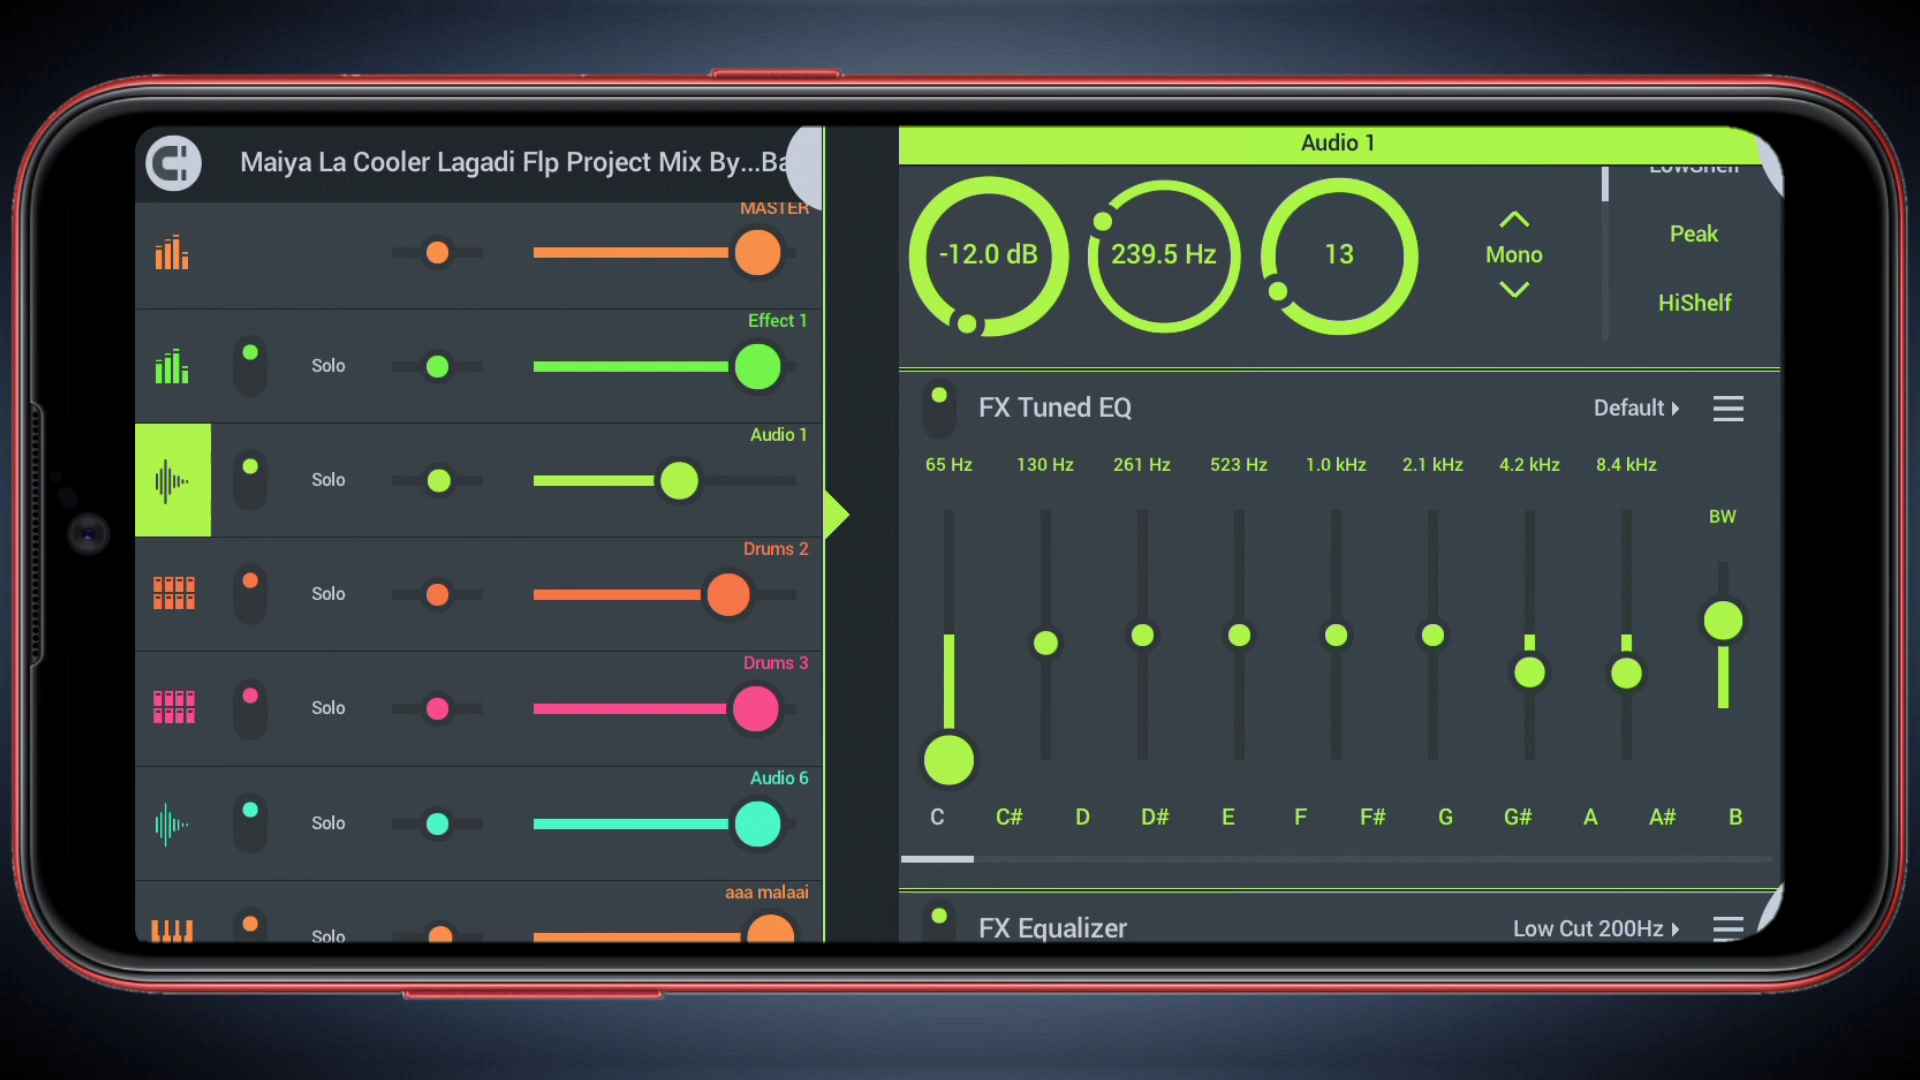 Maiya La Cooler Lagadi Flp Project Mix By...Ba
MASTER
Effect 1
Solo
Audio 1
Solo
Drums 2
Solo
Drums 3
Solo
Audio 6
Solo
aaa malaai
Solo
Audio 1
-12.0 dB
239.5 Hz
13
Mono
LowShelf
Peak
HiShelf
FX Tuned EQ
Default
65 Hz 130 Hz 261 Hz 523 Hz 1.0 kHz 2.1 kHz 4.2 kHz 8.4 kHz
BW
C C# D D# E F F# G G# A A# B
FX Equalizer
Low Cut 200Hz